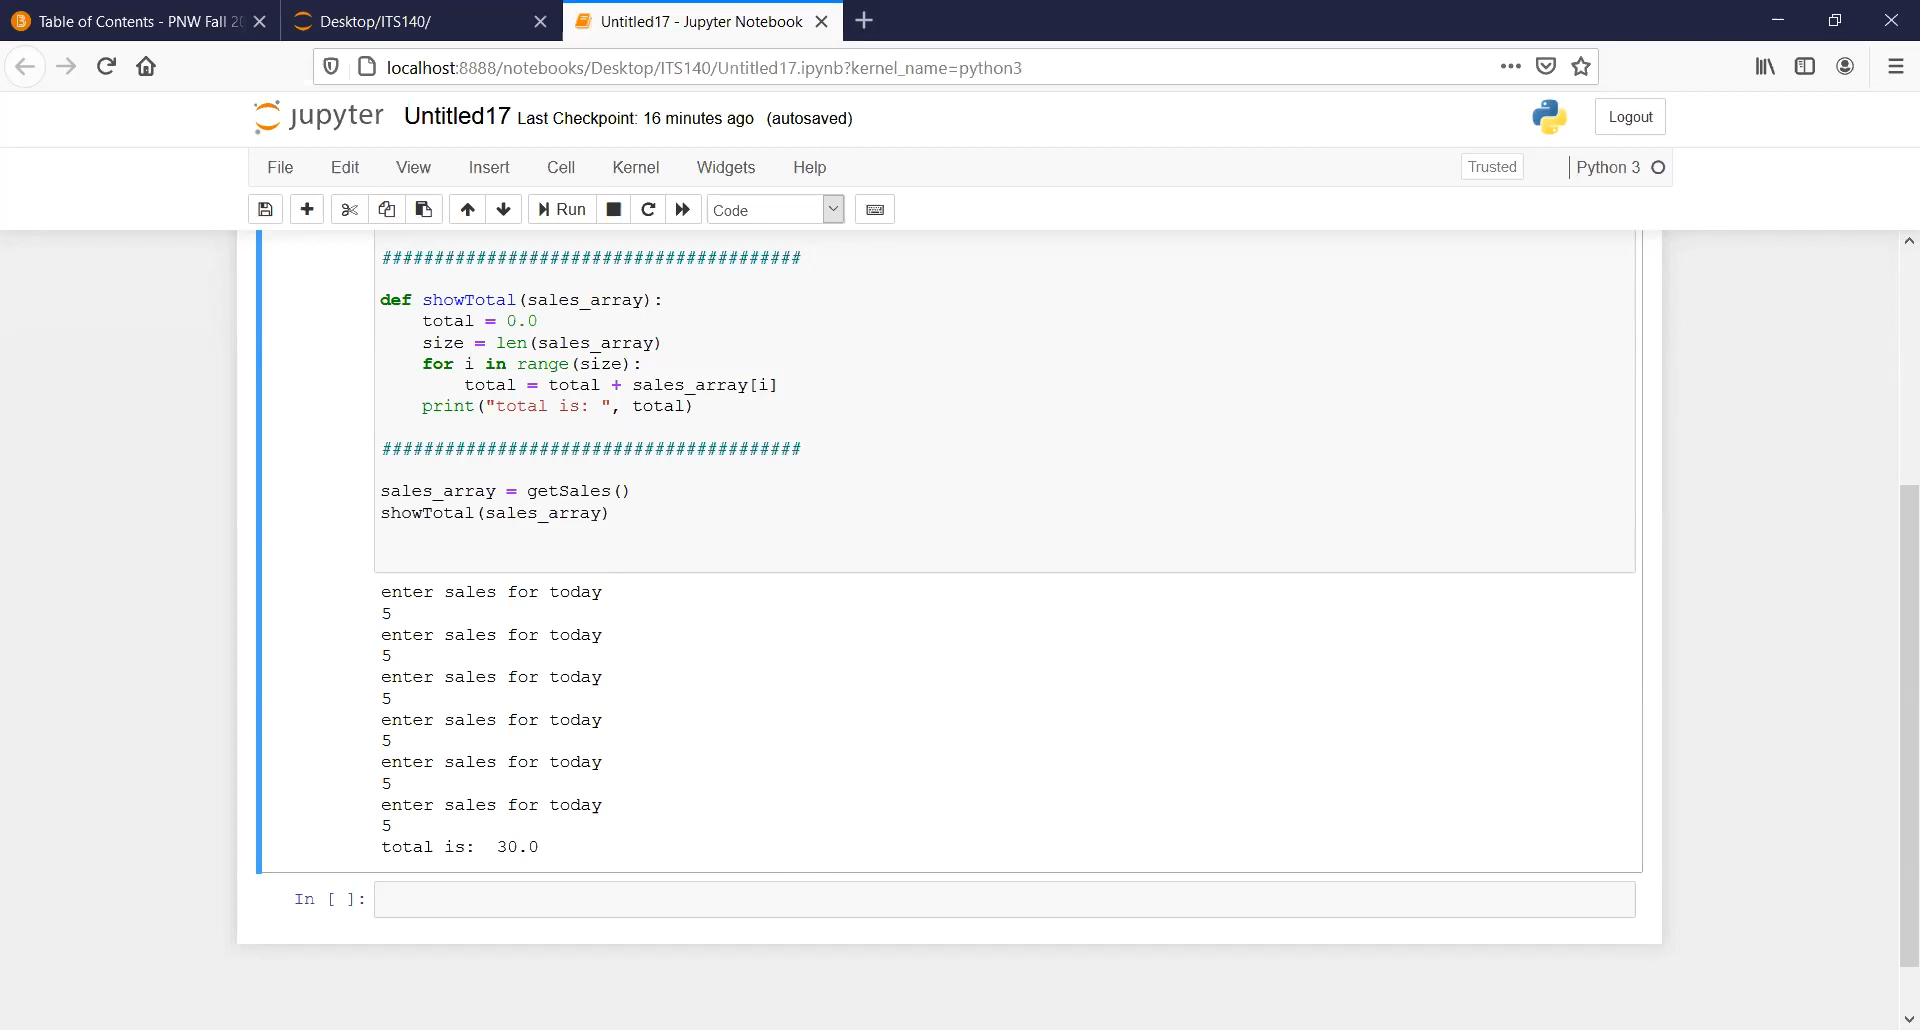 Table of Contents - PNW Fall 20
Desktop/ITS140/
Untitled17 - Jupyter Notebook
localhost:8888/notebooks/Desktop/ITS140/Untitled17.ipynb?kernel_name=python3
jupyter Untitled17 Last Checkpoint: 16 minutes ago (autosaved)
Logout
File Edit View Insert Cell Kernel Widgets Help
Trusted
Python 3
Run
Code
########################################
def showTotal(sales_array):
    total = 0.0
    size = len(sales_array)
    for i in range(size):
        total = total + sales_array[i]
    print("total is: ", total)
########################################
sales_array = getSales()
showTotal(sales_array)
enter sales for today
5
enter sales for today
5
enter sales for today
5
enter sales for today
5
enter sales for today
5
enter sales for today
5
total is:  30.0
In [ ]: